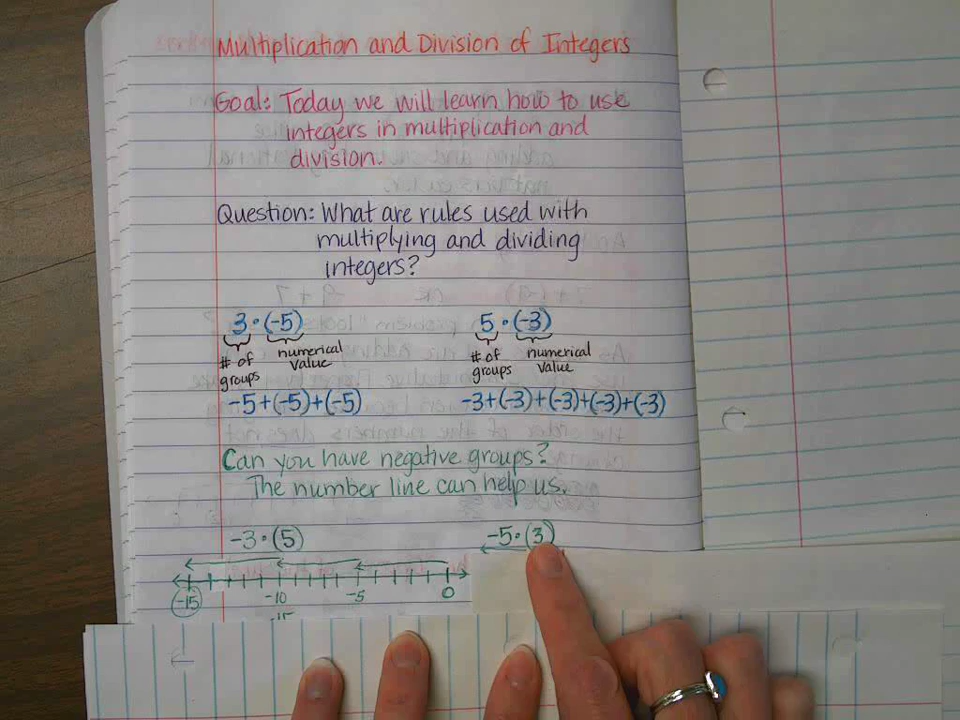 Multiplication and Division of Integers
Goal: Today we will learn how to use
integers in multiplication and
division.
Question: What are rules used with
multiplying and dividing
integers?
3 · (-5)
# of groups
numerical value
-5+(-5)+(-5)
5 · (-3)
# of groups
numerical value
-3+(-3)+(-3)+(-3)+(-3)
Can you have negative groups?
The number line can help us.
-3 · (5)
-15 -10 -5 0
-5 · (3)